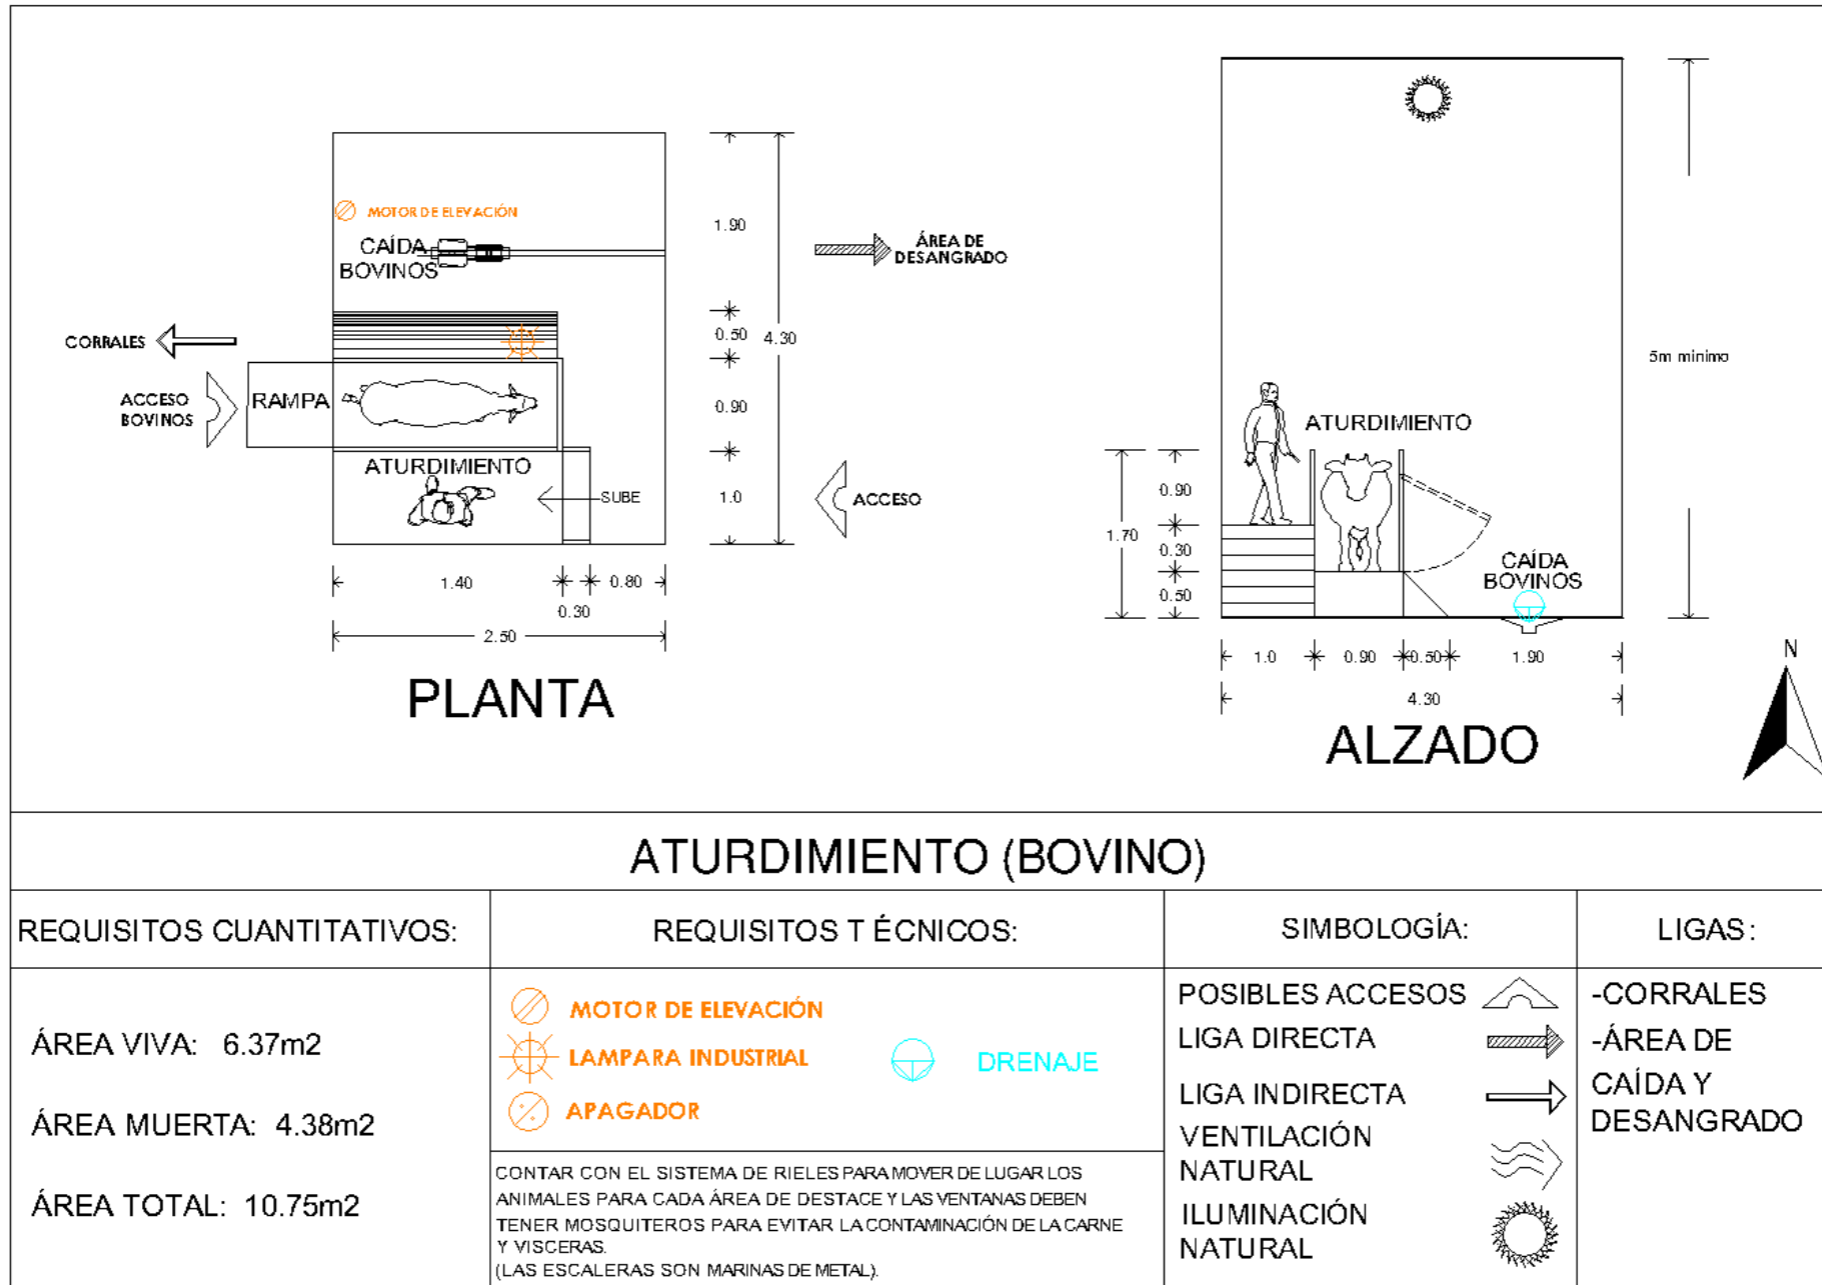 MOTOR DE ELEVACIÓN
CAÍDA
BOVINOS
CORRALES
ACCESO
BOVINOS
RAMPA
ATURDIMIENTO
SUBE
1.90
0.50
4.30
0.90
1.0
ÁREA DE
DESANGRADO
ACCESO
1.40
0.80
0.30
2.50
PLANTA
5m minimo
ATURDIMIENTO
0.90
1.70
0.30
0.50
CAÍDA
BOVINOS
1.0
0.90
0.50
1.90
4.30
ALZADO
N
ATURDIMIENTO (BOVINO)
REQUISITOS CUANTITATIVOS:
ÁREA VIVA: 6.37m2
ÁREA MUERTA: 4.38m2
ÁREA TOTAL: 10.75m2
REQUISITOS T ÉCNICOS:
MOTOR DE ELEVACIÓN
LAMPARA INDUSTRIAL
DRENAJE
APAGADOR
CONTAR CON EL SISTEMA DE RIELES PARA MOVER DE LUGAR LOS
ANIMALES PARA CADA ÁREA DE DESTACE Y LAS VENTANAS DEBEN
TENER MOSQUITEROS PARA EVITAR LA CONTAMINACIÓN DE LA CARNE
Y VISCERAS.
(LAS ESCALERAS SON MARINAS DE METAL).
SIMBOLOGÍA:
POSIBLES ACCESOS
LIGA DIRECTA
LIGA INDIRECTA
VENTILACIÓN
NATURAL
ILUMINACIÓN
NATURAL
LIGAS:
-CORRALES
-ÁREA DE
CAÍDA Y
DESANGRADO